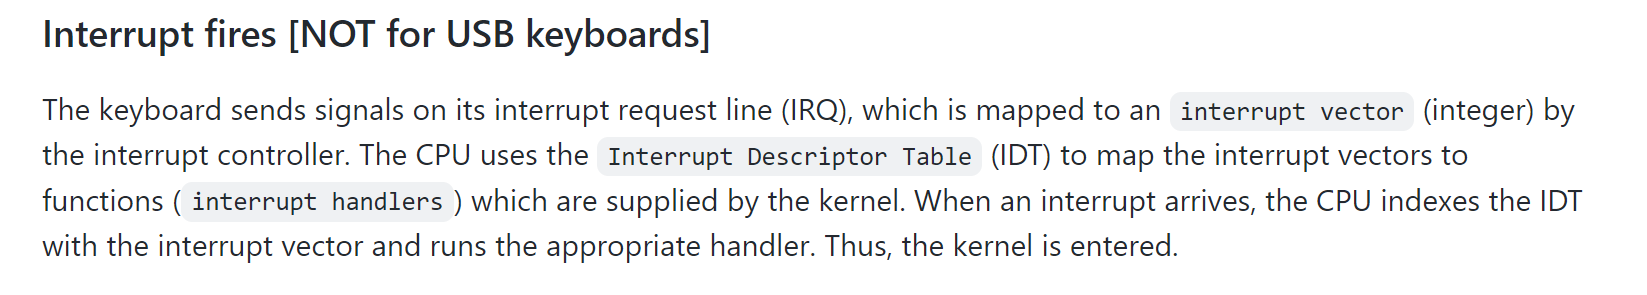 Interrupt fires [NOT for USB keyboards]
The keyboard sends signals on its interrupt request line (IRQ), which is mapped to an interrupt vector (integer) by
the interrupt controller. The CPU uses the Interrupt Descriptor Table (IDT) to map the interrupt vectors to
functions (interrupt handlers) which are supplied by the kernel. When an interrupt arrives, the CPU indexes the IDT
with the interrupt vector and runs the appropriate handler. Thus, the kernel is entered.